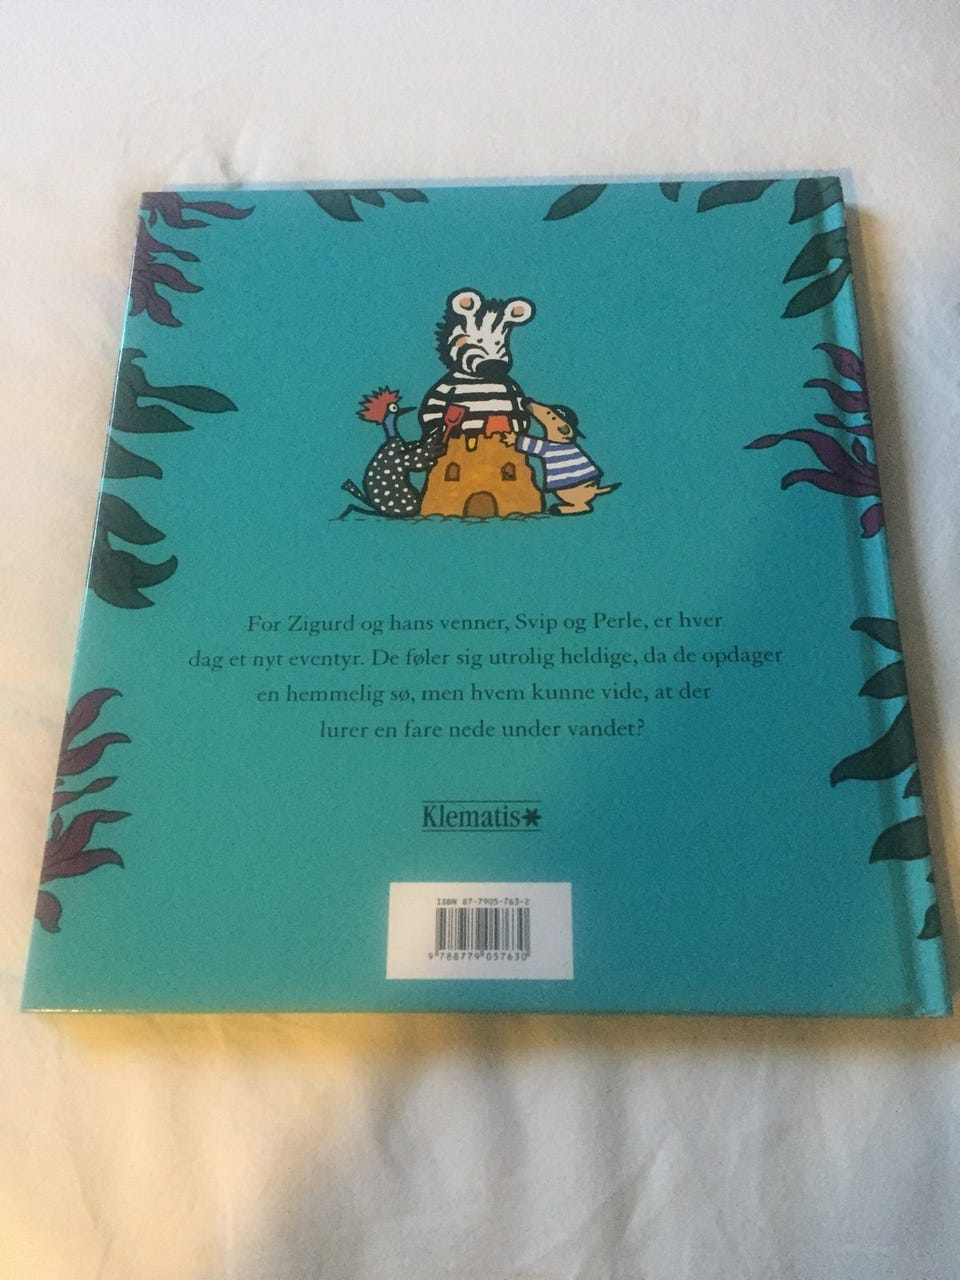 For Zigurd og hans venner, Svip og Perle, er hver
dag et nyt eventyr. De føler sig utrolig heldige, da de opdager
en hemmelig sø, men hvem kunne vide, at der
lurer en fare nede under vandet?
Klematis*
ISBN 87-7905-763-2
9 788779 057630